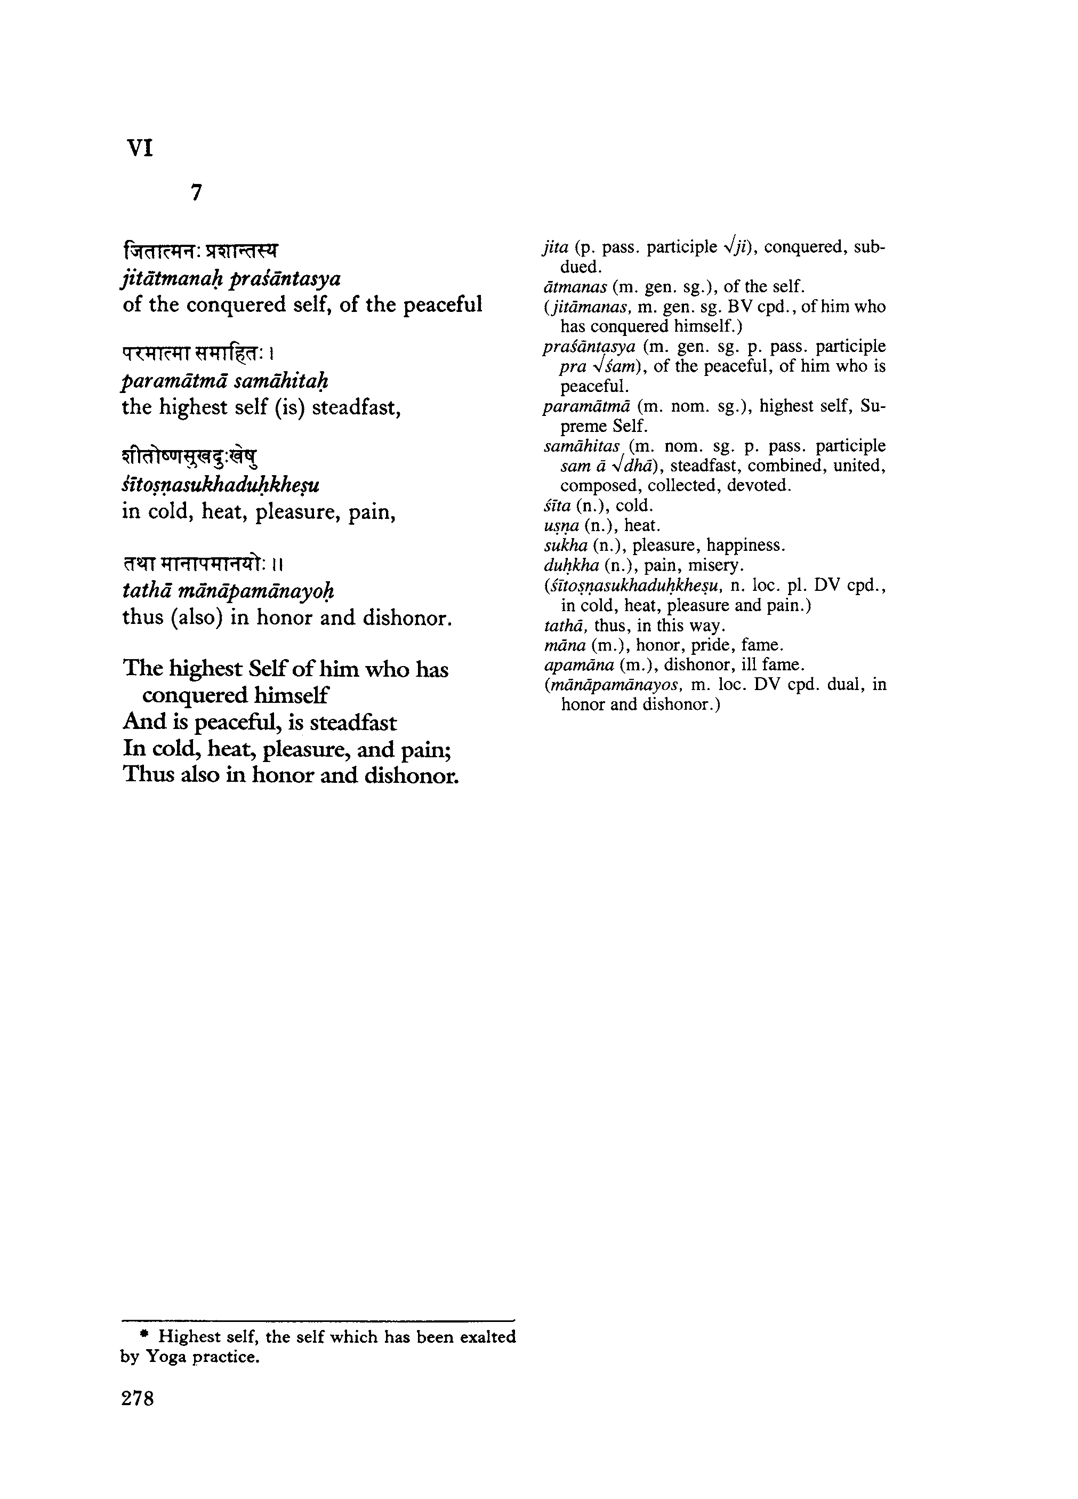 VI
7
जितात्मनः प्रशान्तस्य
jitātmanaḥ praśāntasya
of the conquered self, of the peaceful
परमात्मा समाहितः ।
paramātmā samāhitaḥ
the highest self (is) steadfast,
शीतोष्णसुखदुःखेषु
śītoṣṇasukhaduḥkheṣu
in cold, heat, pleasure, pain,
तथा मानापमानयोः ॥
tathā mānāpamānayoḥ
thus (also) in honor and dishonor.
The highest Self of him who has
conquered himself
And is peaceful, is steadfast
In cold, heat, pleasure, and pain;
Thus also in honor and dishonor.
jita (p. pass. participle √ji), conquered, sub-
dued.
ātmanas (m. gen. sg.), of the self.
(jitāmanas, m. gen. sg. BV cpd., of him who
has conquered himself.)
praśāntasya (m. gen. sg. p. pass. participle
pra √śam), of the peaceful, of him who is
peaceful.
paramātmā (m. nom. sg.), highest self, Su-
preme Self.
samāhitas (m. nom. sg. p. pass. participle
sam ā √dhā), steadfast, combined, united,
composed, collected, devoted.
śīta (n.), cold.
uṣṇa (n.), heat.
sukha (n.), pleasure, happiness.
duḥkha (n.), pain, misery.
(śītoṣṇasukhaduḥkheṣu, n. loc. pl. DV cpd.,
in cold, heat, pleasure and pain.)
tathā, thus, in this way.
māna (m.), honor, pride, fame.
apamāna (m.), dishonor, ill fame.
(mānāpamānayos, m. loc. DV cpd. dual, in
honor and dishonor.)
* Highest self, the self which has been exalted
by Yoga practice.
278